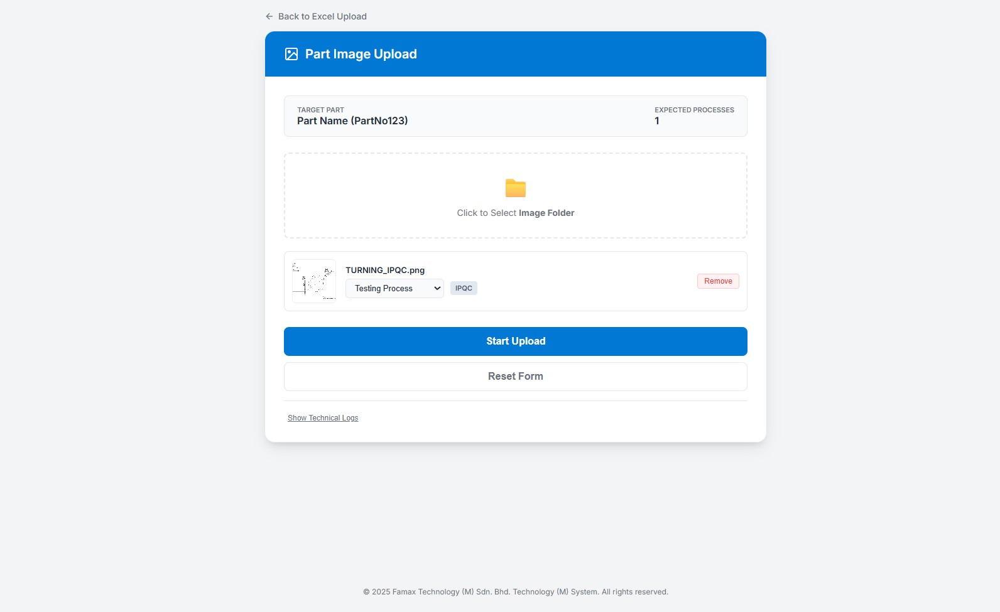 Back to Excel Upload
Part Image Upload
TARGET PART
Part Name (PartNo123)
EXPECTED PROCESSES
1
Click to Select Image Folder
TURNING_IPQC.png
Testing Process
IPQC
Remove
Start Upload
Reset Form
Show Technical Logs
© 2025 Famax Technology (M) Sdn. Bhd. Technology (M) System. All rights reserved.